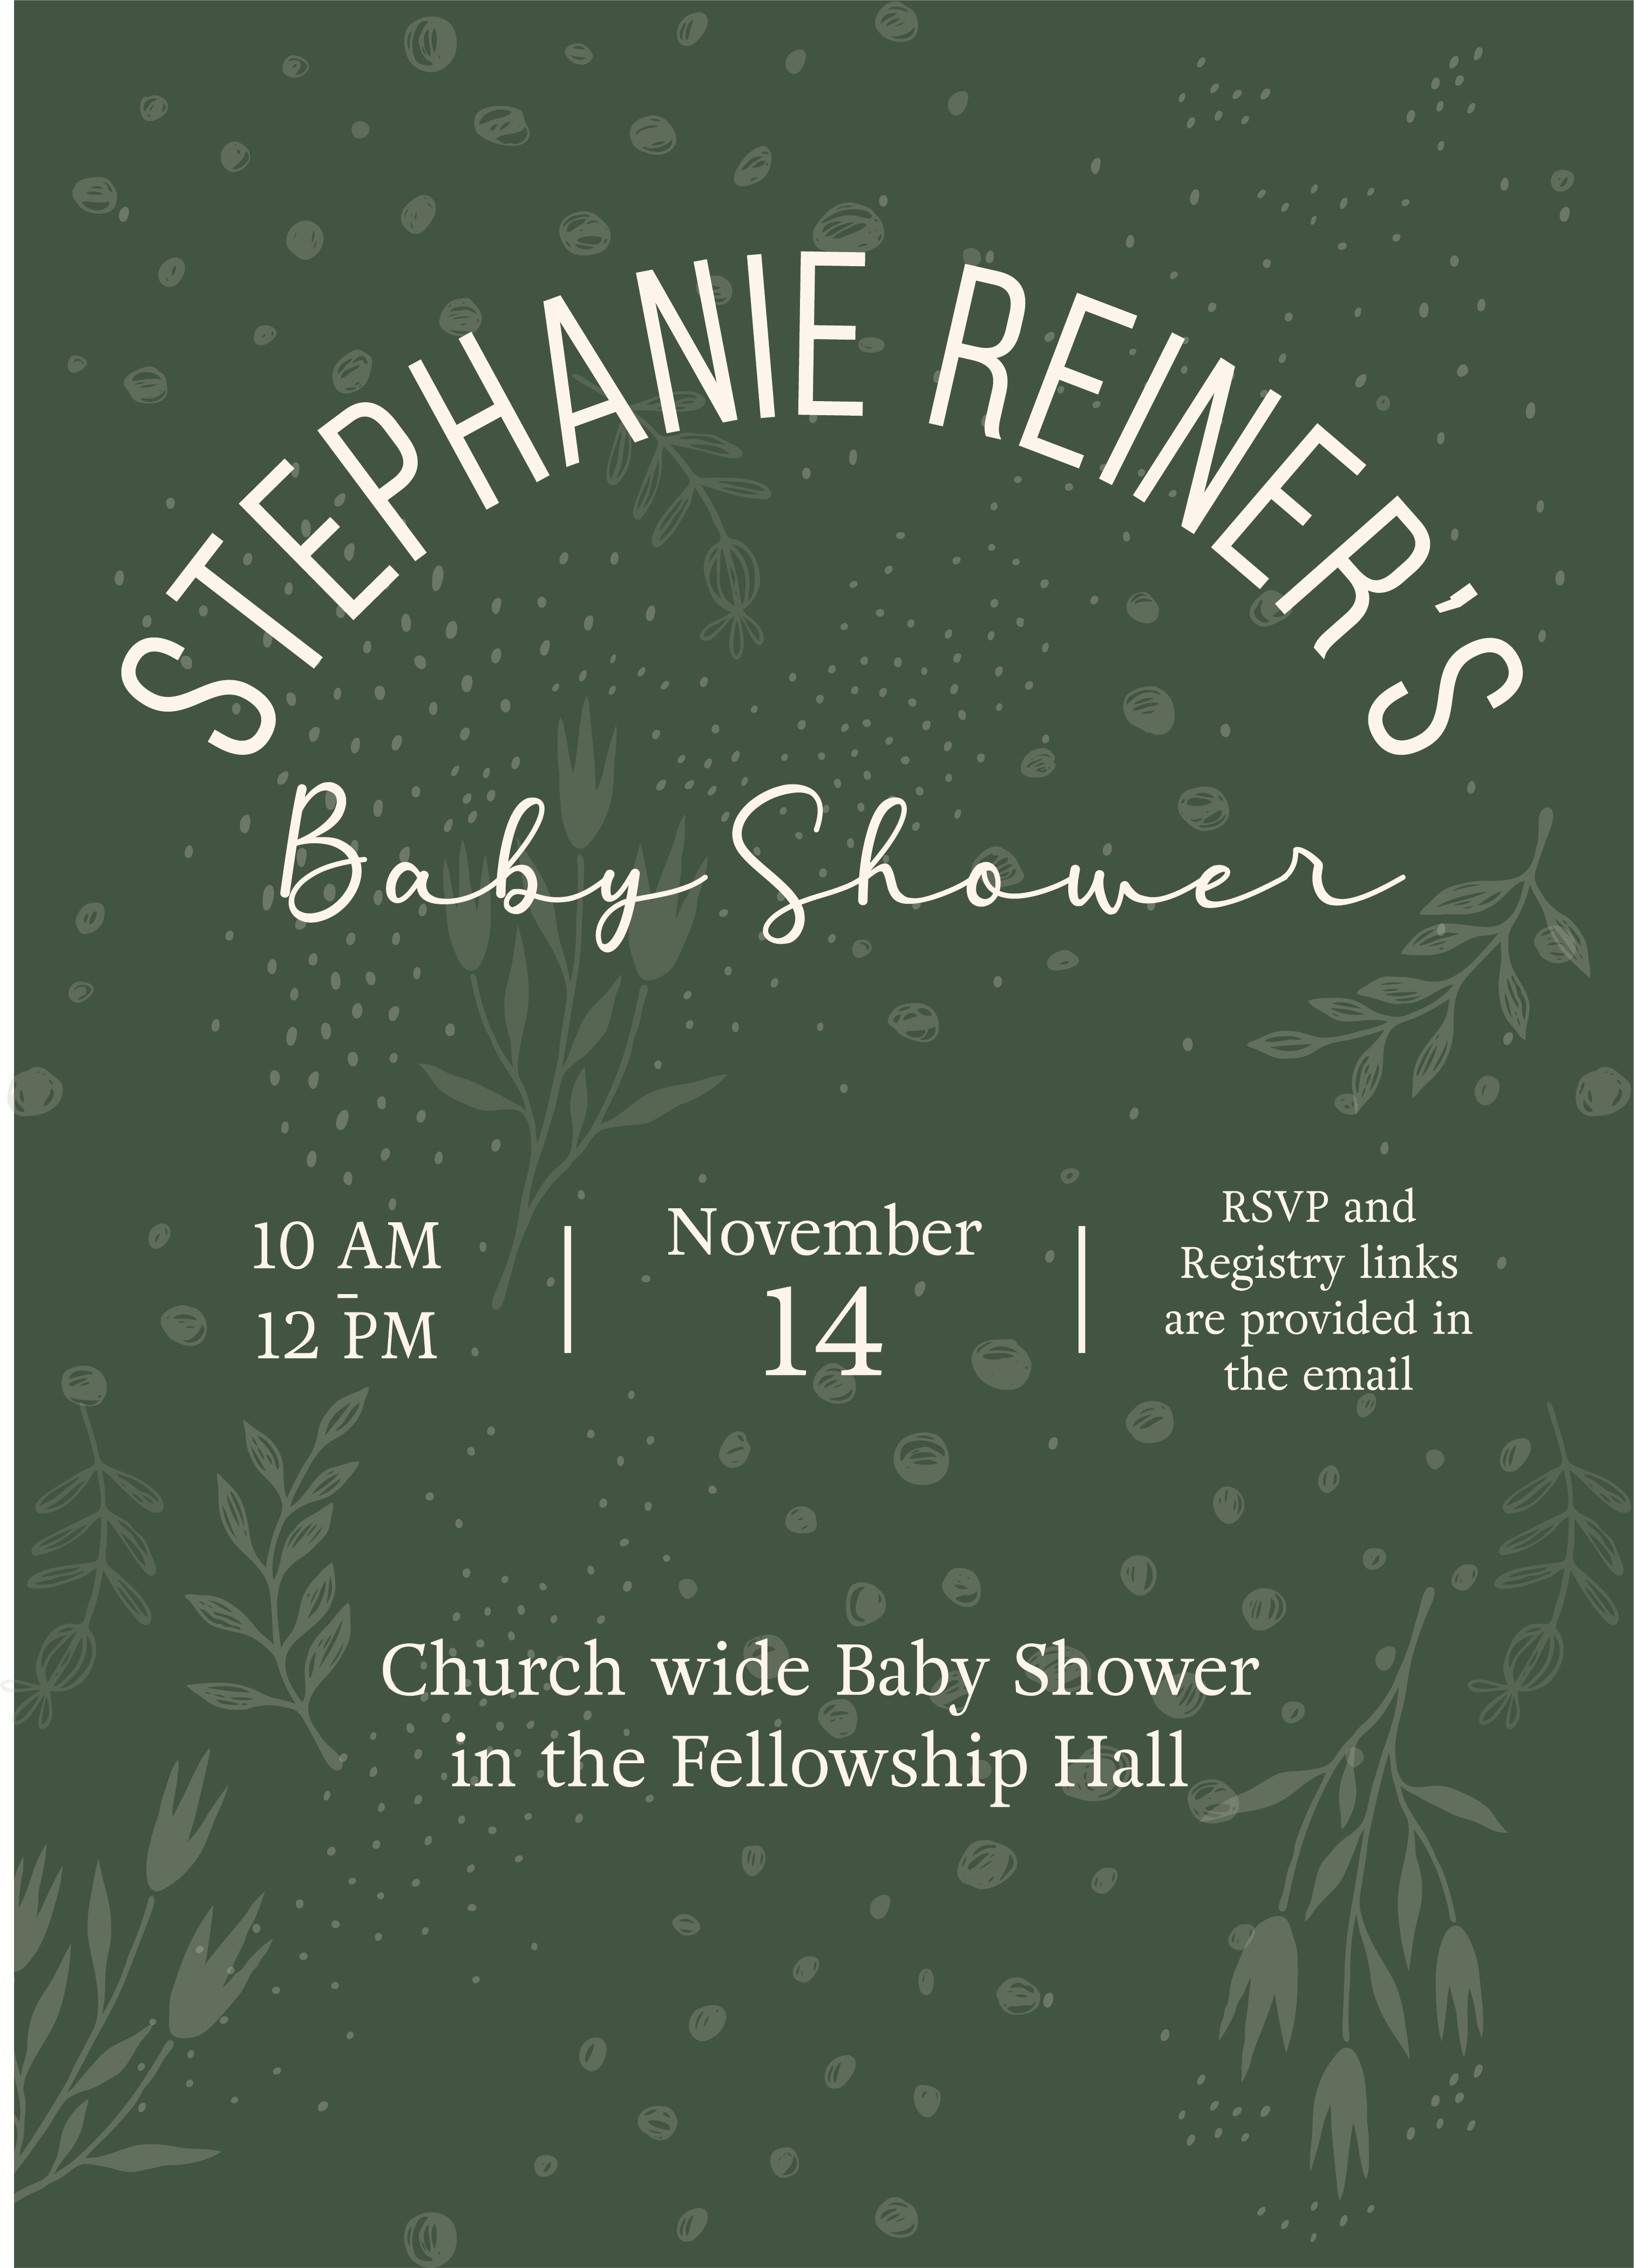 STEPHANIE REINER'S
Baby Shower
10 AM
–
12 PM
November
14
RSVP and
Registry links
are provided in
the email
Church wide Baby Shower
in the Fellowship Hall